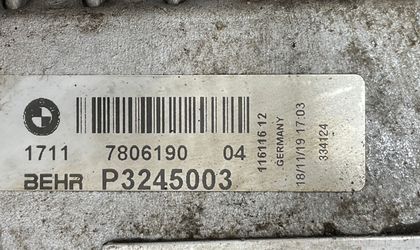 1711 7806190 04
BEHR P3245003
116116 12
GERMANY
18/11/19 17:03
334124